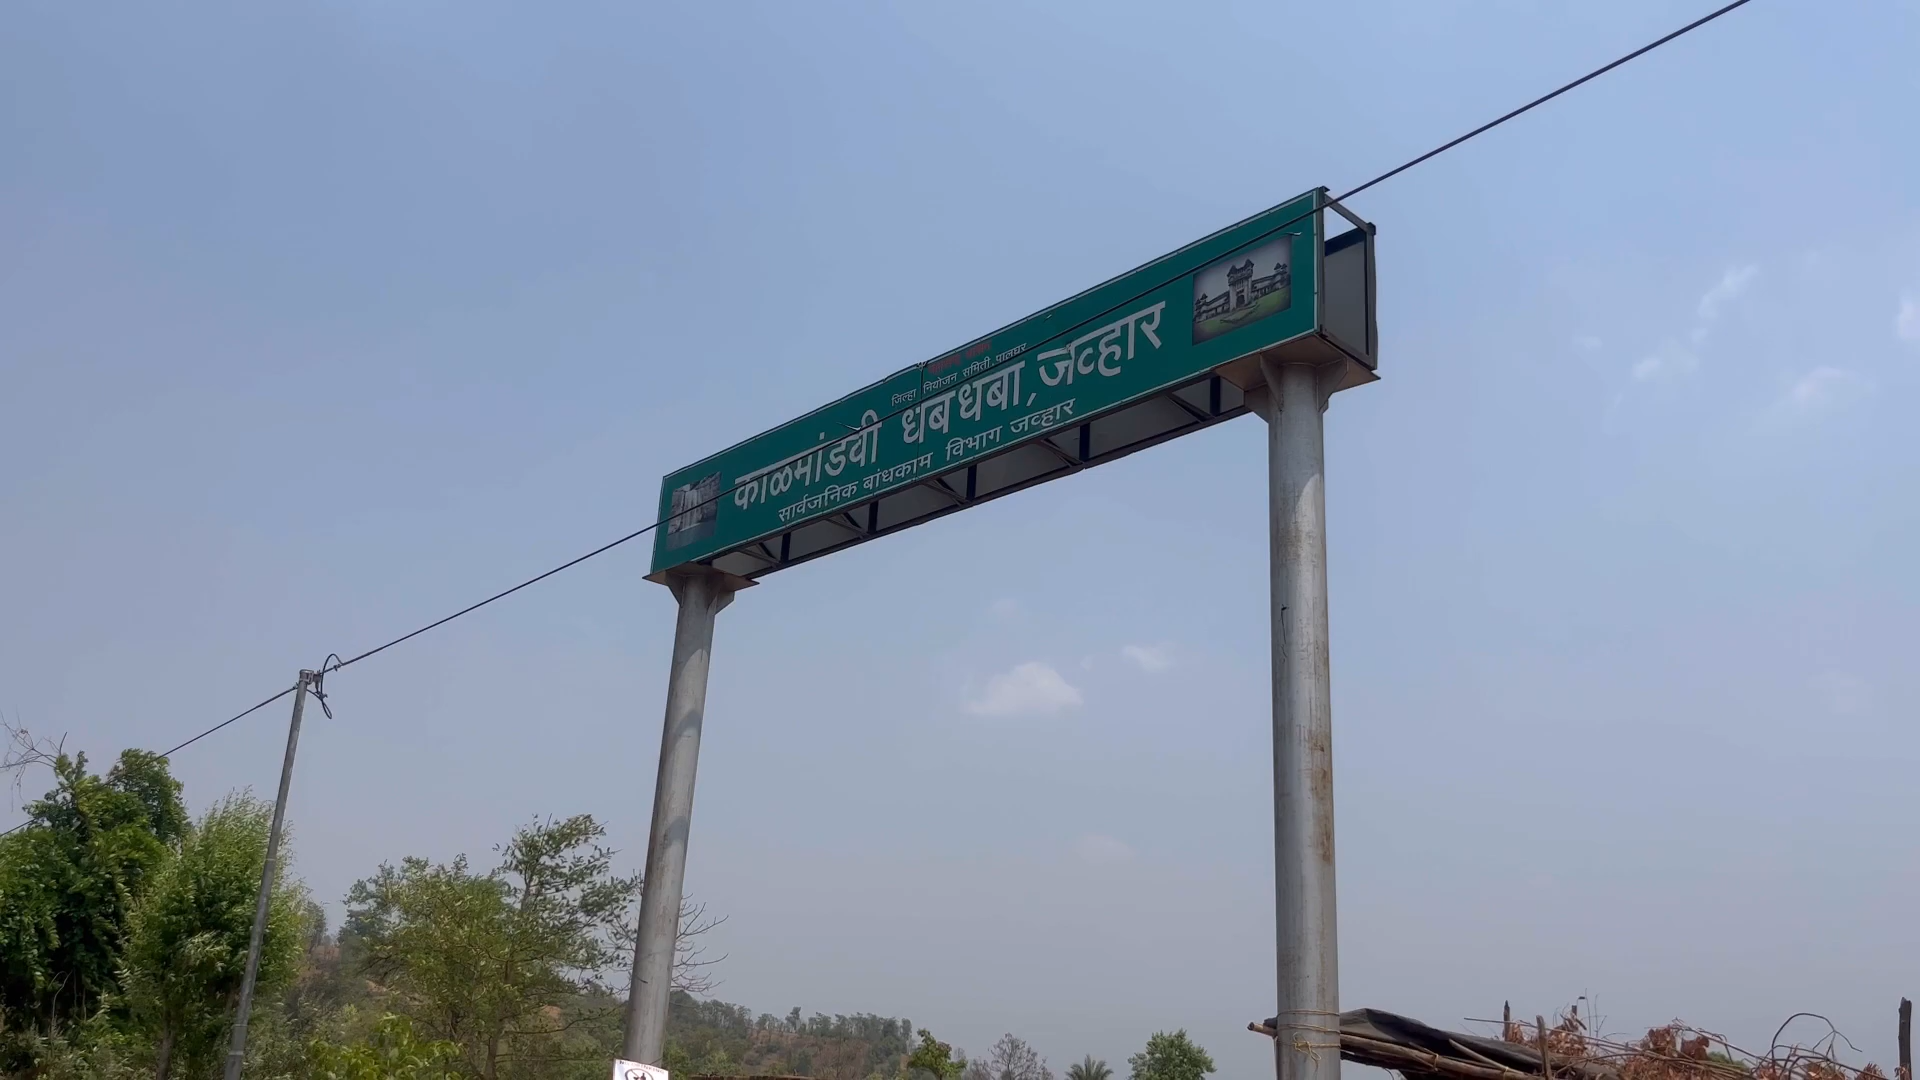 जिल्हा नियोजन समिती पालघर
काळमांडवी धबधबा, जव्हार
सार्वजनिक बांधकाम विभाग जव्हार